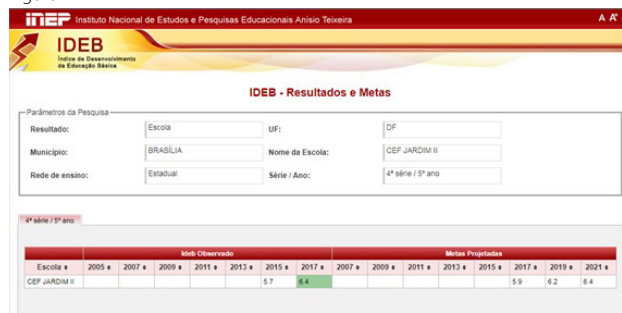 inep Instituto Nacional de Estudos e Pesquisas Educacionais Anísio Teixeira A A+
IDEB
Índice de Desenvolvimento
da Educação Básica
IDEB - Resultados e Metas
Parâmetros da Pesquisa
Resultado: Escola UF: DF
Município: BRASÍLIA Nome da Escola: CEF JARDIM II
Rede de ensino: Estadual Série / Ano: 4ª série / 5º ano
4ª série / 5º ano
Ideb Observado Metas Projetadas
Escola 2005 2007 2009 2011 2013 2015 2017 2007 2009 2011 2013 2015 2017 2019 2021
CEF JARDIM II 5.7 6.4 5.9 6.2 6.4